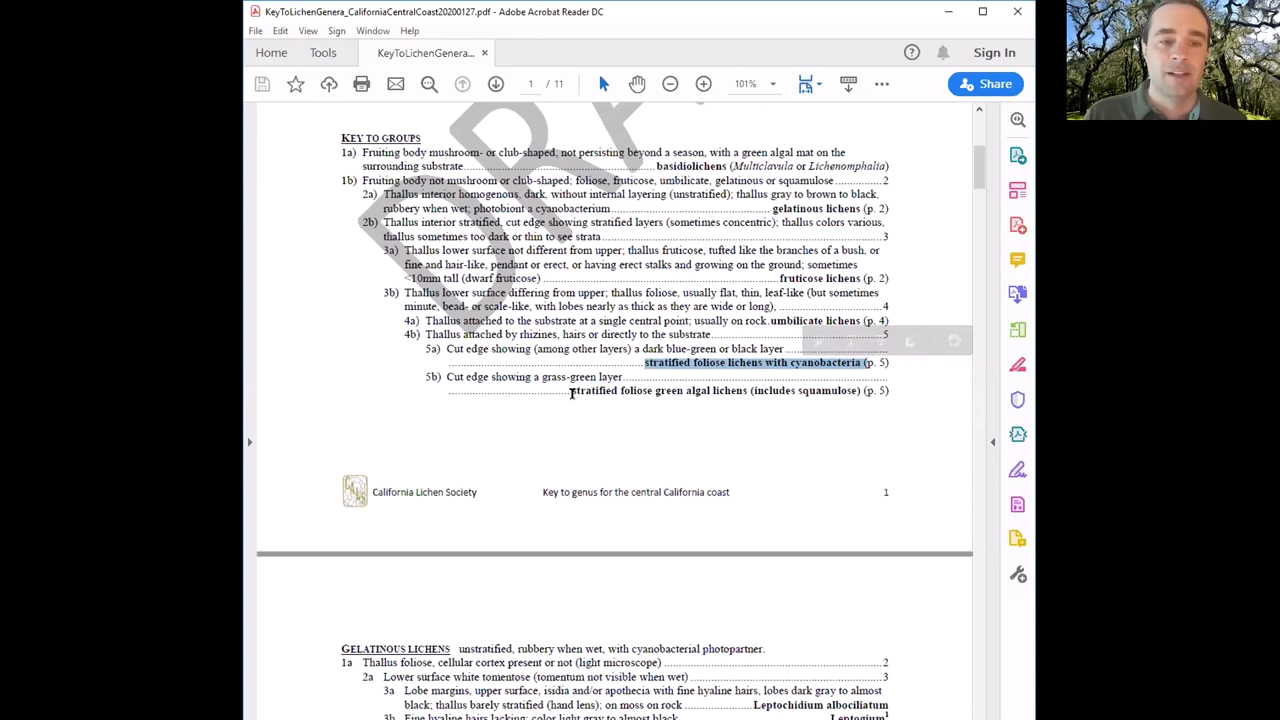 KeyToLichenGenera_CaliforniaCentralCoast20200127.pdf - Adobe Acrobat Reader DC
File Edit View Sign Window Help
Home Tools KeyToLichenGenera... × Sign In
1 / 11 101% Share
DRA
KEY TO GROUPS
1a) Fruiting body mushroom- or club-shaped, not persisting beyond a season, with a green algal mat on the
surrounding substrate basidiolichens (Multiclavula or Lichenomphalia)
1b) Fruiting body not mushroom or club-shaped; foliose, fruticose, umbilicate, gelatinous or squamulose 2
2a) Thallus interior homogenous, dark, without internal layering (unstratified); thallus gray to brown to black,
rubbery when wet; photobiont a cyanobacterium gelatinous lichens (p. 2)
2b) Thallus interior stratified, cut edge showing stratified layers (sometimes concentric); thallus colors various,
thallus sometimes too dark or thin to see strata 3
3a) Thallus lower surface not different from upper; thallus fruticose, tufted like the branches of a bush, or
fine and hair-like, pendant or erect, or having erect stalks and growing on the ground; sometimes
<10mm tall (dwarf fruticose) fruticose lichens (p. 2)
3b) Thallus lower surface differing from upper; thallus foliose, usually flat, thin, leaf-like (but sometimes
minute, bead- or scale-like, with lobes nearly as thick as they are wide or long), 4
4a) Thallus attached to the substrate at a single central point; usually on rock. umbilicate lichens (p. 4)
4b) Thallus attached by rhizines, hairs or directly to the substrate 5
5a) Cut edge showing (among other layers) a dark blue-green or black layer
stratified foliose lichens with cyanobacteria (p. 5)
5b) Cut edge showing a grass-green layer
stratified foliose green algal lichens (includes squamulose) (p. 5)
CALS
California Lichen Society Key to genus for the central California coast 1
GELATINOUS LICHENS unstratified, rubbery when wet, with cyanobacterial photopartner.
1a Thallus foliose, cellular cortex present or not (light microscope) 2
2a Lower surface white tomentose (tomentum not visible when wet) 3
3a Lobe margins, upper surface, isidia and/or apothecia with fine hyaline hairs, lobes dark gray to almost
black; thallus barely stratified (hand lens); on moss on rock Leptochidium albociliatum
3b Fine hyaline hairs lacking; color light gray to almost black Leptogium1